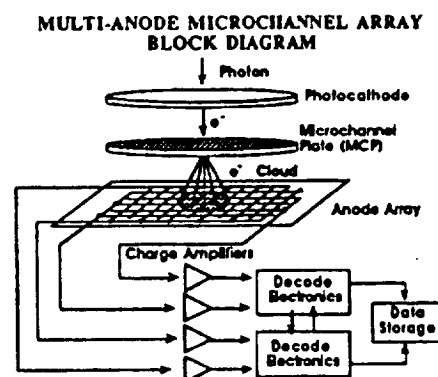 MULTI-ANODE MICROCHANNEL ARRAY
BLOCK DIAGRAM
Photon
Photocathode
e-
Microchannel
Plate (MCP)
e- Cloud
Anode Array
Charge Amplifiers
Decode
Electronics
Data
Storage
Decode
Electronics